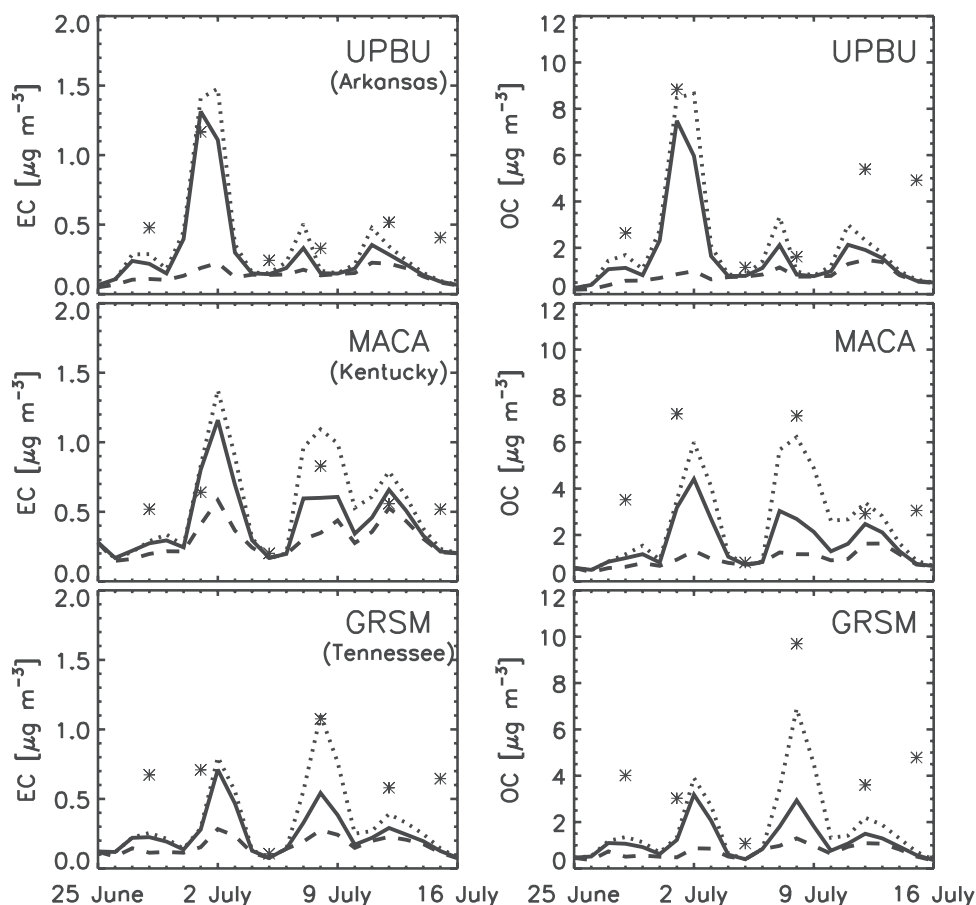 2.0
1.5
1.0
0.5
0.0
EC [μg m⁻³]
UPBU
(Arkansas)
12
10
8
6
4
2
0
OC [μg m⁻³]
UPBU
2.0
1.5
1.0
0.5
0.0
EC [μg m⁻³]
MACA
(Kentucky)
12
10
8
6
4
2
0
OC [μg m⁻³]
MACA
2.0
1.5
1.0
0.5
0.0
EC [μg m⁻³]
GRSM
(Tennessee)
25 June 2 July 9 July 16 July
12
10
8
6
4
2
0
OC [μg m⁻³]
GRSM
25 June 2 July 9 July 16 July